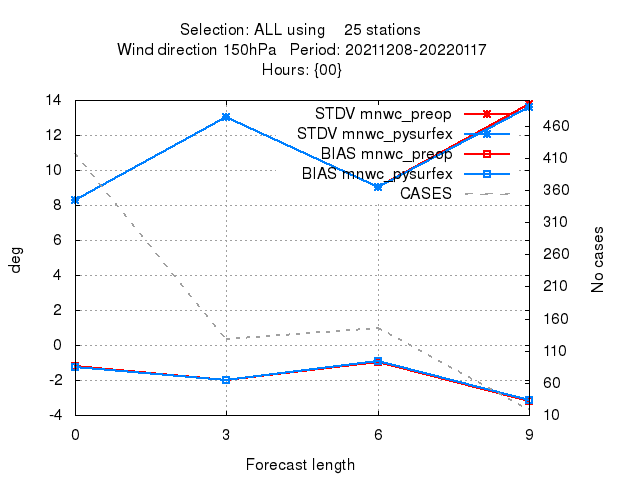 Selection: ALL using    25 stations
Wind direction 150hPa   Period: 20211208-20220117
Hours: {00}
STDV mnwc_preop
STDV mnwc_pysurfex
BIAS mnwc_preop
BIAS mnwc_pysurfex
CASES
14
12
10
8
6
4
2
0
-2
-4
deg
460
410
360
310
260
210
160
110
60
10
No cases
0 3 6 9
Forecast length